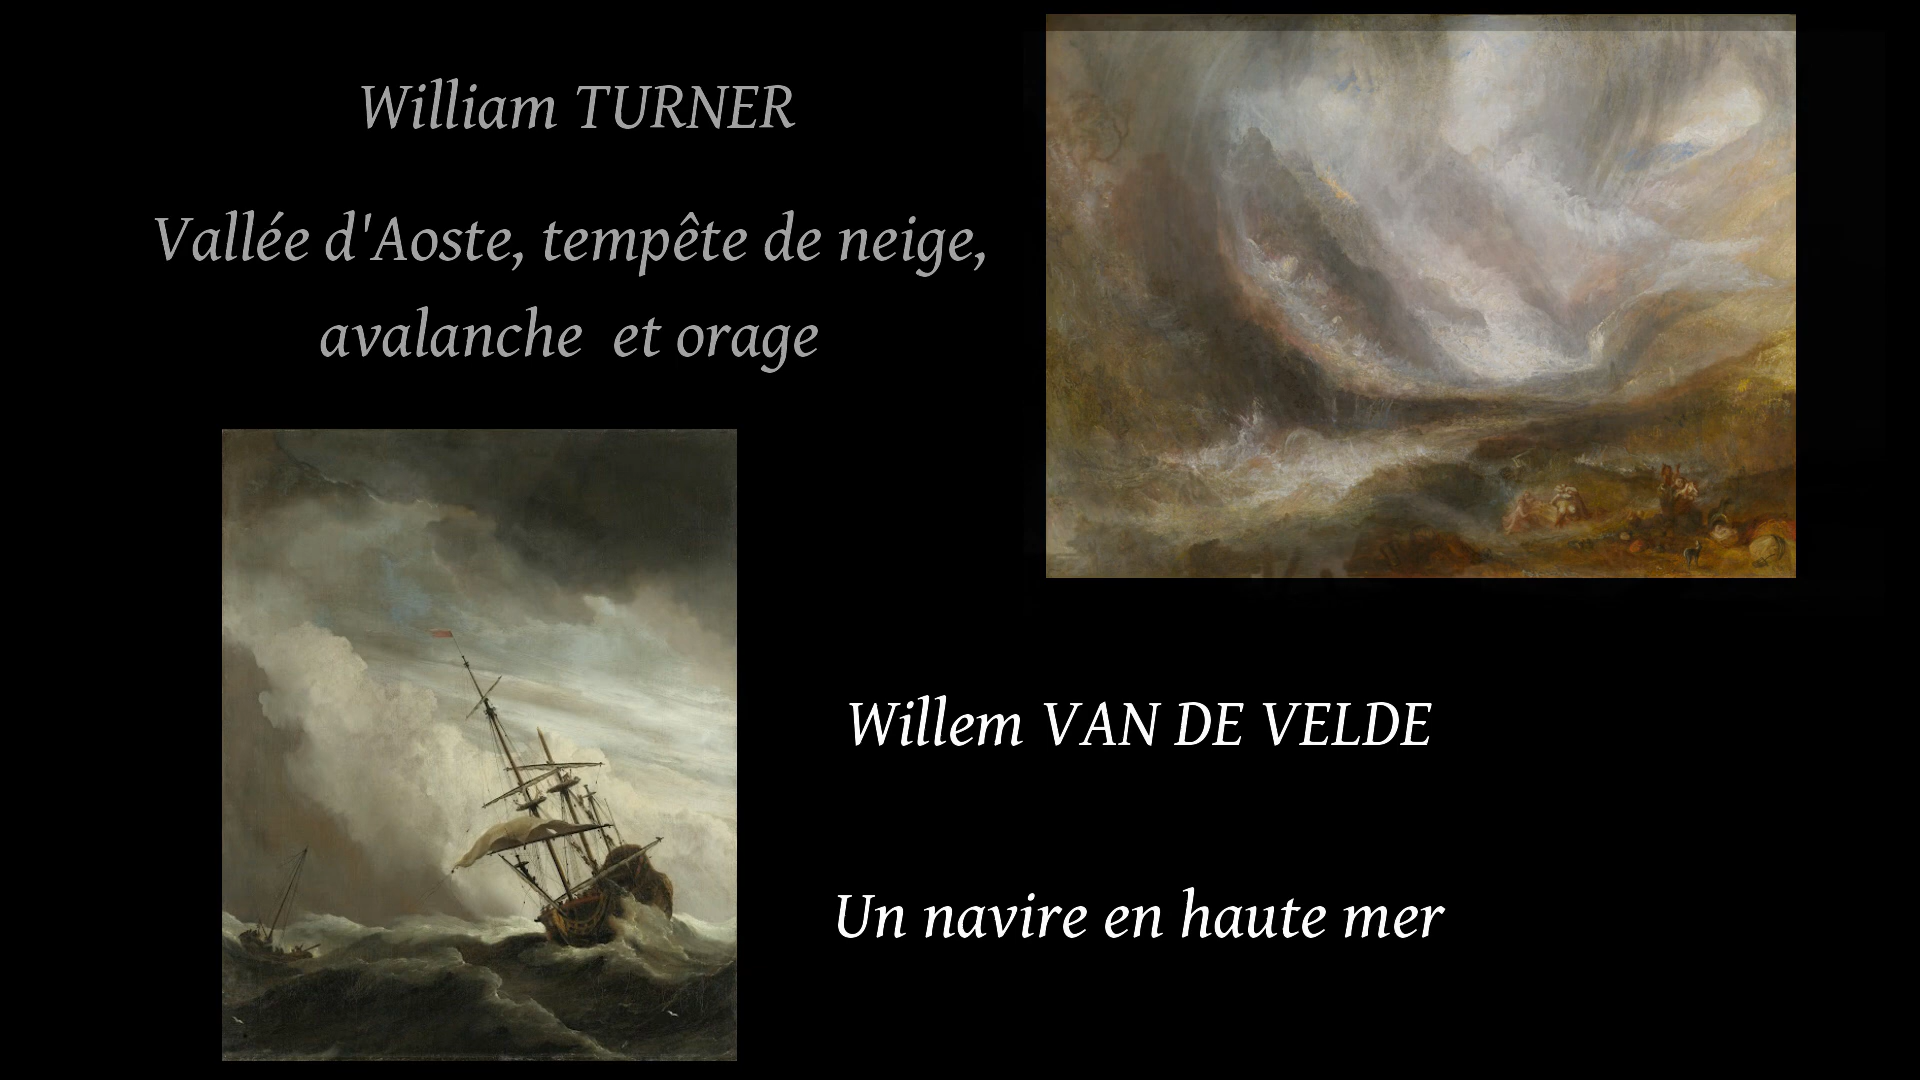 William TURNER
Vallée d'Aoste, tempête de neige,
avalanche  et orage
Willem VAN DE VELDE
Un navire en haute mer